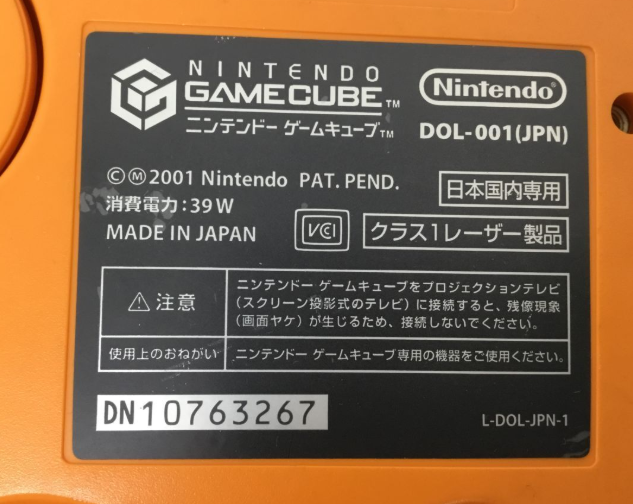 NINTENDO
GAMECUBE™
ニンテンドー ゲームキューブ™
Nintendo®
DOL-001(JPN)
ⒸⓂ2001 Nintendo PAT. PEND.
消費電力:39W
MADE IN JAPAN
日本国内専用
VCI
クラス1レーザー製品
⚠注意
ニンテンドー ゲームキューブをプロジェクションテレビ
(スクリーン投影式のテレビ)に接続すると、残像現象
(画面ヤケ)が生じるため、接続しないでください。
使用上のおねがい
ニンテンドー ゲームキューブ専用の機器をご使用ください。
DN10763267
L-DOL-JPN-1